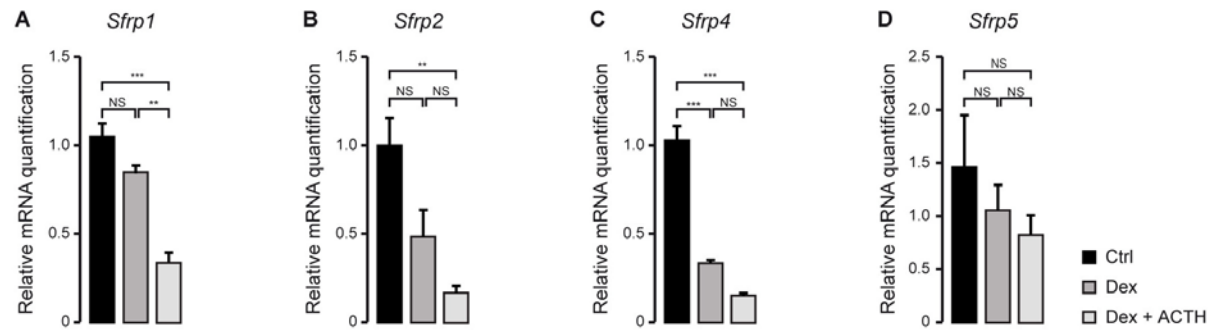 A Sfrp1
Relative mRNA quantification
1.5
1.0
0.5
0
***
NS **
B Sfrp2
Relative mRNA quantification
1.5
1.0
0.5
0
**
NS NS
C Sfrp4
Relative mRNA quantification
1.5
1.0
0.5
0
***
*** NS
D Sfrp5
Relative mRNA quantification
2.5
2.0
1.5
1.0
1.5
0
NS
NS NS
Ctrl
Dex
Dex + ACTH